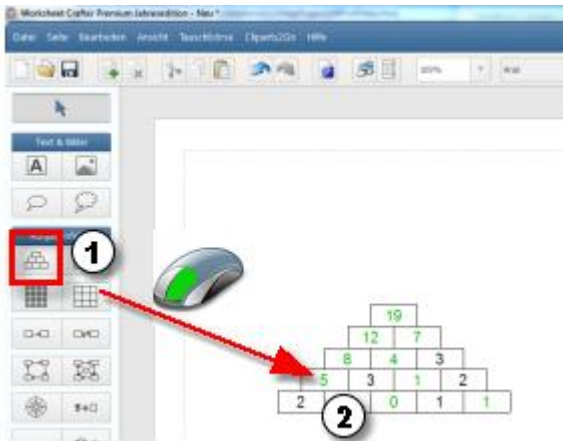 Worksheet Crafter Premium Jahresedition - Neu *
Datei Seite Bearbeiten Ansicht Tauschbörse Cliparts2Go Hilfe
Text & Bilder
A
1
19
12 7
8 4 3
5 3 1 2
2 0 1 1
2